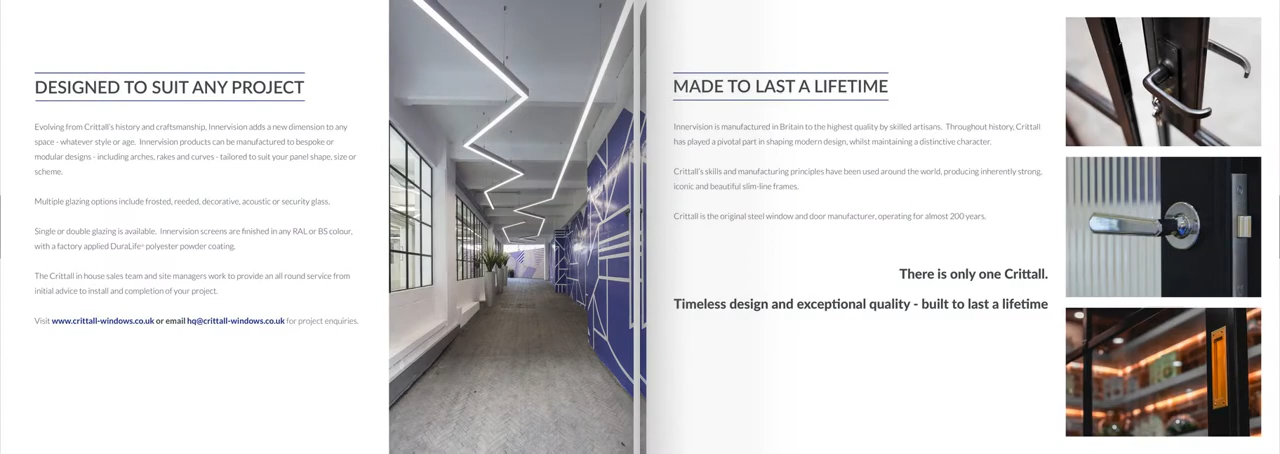 DESIGNED TO SUIT ANY PROJECT
Evolving from Crittall's history and craftsmanship, Innervision adds a new dimension to any
space - whatever style or age. Innervision products can be manufactured to bespoke or
modular designs - including arches, rakes and curves - tailored to suit your panel shape, size or
scheme.
Multiple glazing options include frosted, reeded, decorative, acoustic or security glass.
Single or double glazing is available. Innervision screens are finished in any RAL or BS colour,
with a factory applied DuraLife® polyester powder coating.
The Crittall in house sales team and site managers work to provide an all round service from
initial advice to install and completion of your project.
Visit www.crittall-windows.co.uk or email hq@crittall-windows.co.uk for project enquiries.
MADE TO LAST A LIFETIME
Innervision is manufactured in Britain to the highest quality by skilled artisans. Throughout history, Crittall
has played a pivotal part in shaping modern design, whilst maintaining a distinctive character.
Crittall's skills and manufacturing principles have been used around the world, producing inherently strong,
iconic and beautiful slim-line frames.
Crittall is the original steel window and door manufacturer, operating for almost 200 years.
There is only one Crittall.
Timeless design and exceptional quality - built to last a lifetime